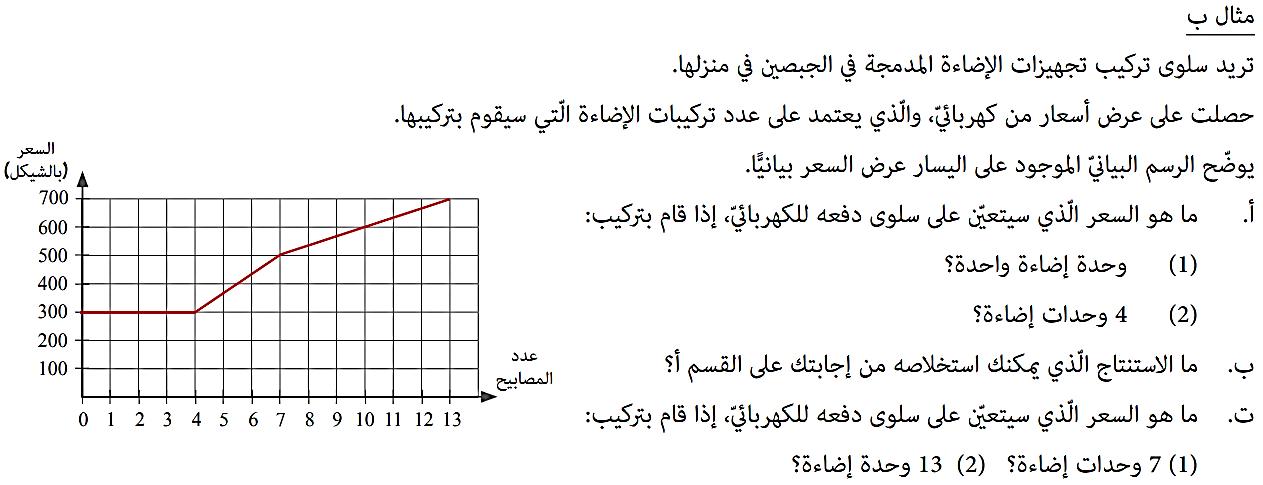 مثال ب
تريد سلوى تركيب تجهيزات الإضاءة المدمجة في الجبصين في منزلها.
حصلت على عرض أسعار من كهربائيّ، والّذي يعتمد على عدد تركيبات الإضاءة الّتي سيقوم بتركيبها.
يوضّح الرسم البيانيّ الموجود على اليسار عرض السعر بيانيًّا.
أ. ما هو السعر الّذي سيتعيّن على سلوى دفعه للكهربائيّ، إذا قام بتركيب:
(1) وحدة إضاءة واحدة؟
(2) 4 وحدات إضاءة؟
ب. ما الاستنتاج الّذي يمكنك استخلاصه من إجابتك على القسم أ؟
ت. ما هو السعر الّذي سيتعيّن على سلوى دفعه للكهربائيّ، إذا قام بتركيب:
(1) 7 وحدات إضاءة؟ (2) 13 وحدة إضاءة؟
السعر
(بالشيكل)
700
600
500
400
300
200
100
0 1 2 3 4 5 6 7 8 9 10 11 12 13
عدد
المصابيح